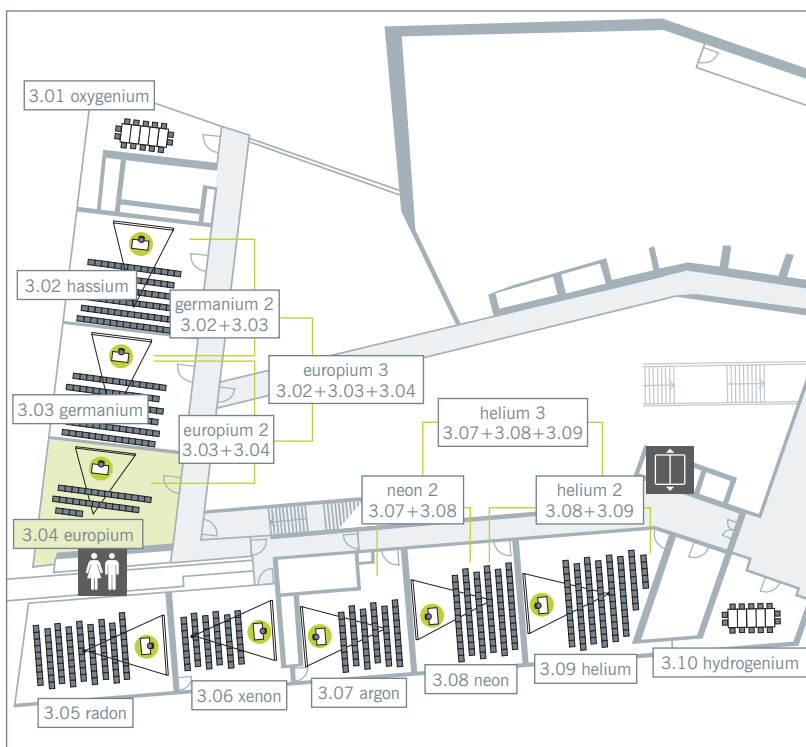 3.01 oxygenium
3.02 hassium
germanium 2
3.02+3.03
europium 3
3.02+3.03+3.04
3.03 germanium
europium 2
3.03+3.04
helium 3
3.07+3.08+3.09
neon 2
3.07+3.08
helium 2
3.08+3.09
3.04 europium
3.05 radon
3.06 xenon
3.07 argon
3.08 neon
3.09 helium
3.10 hydrogenium